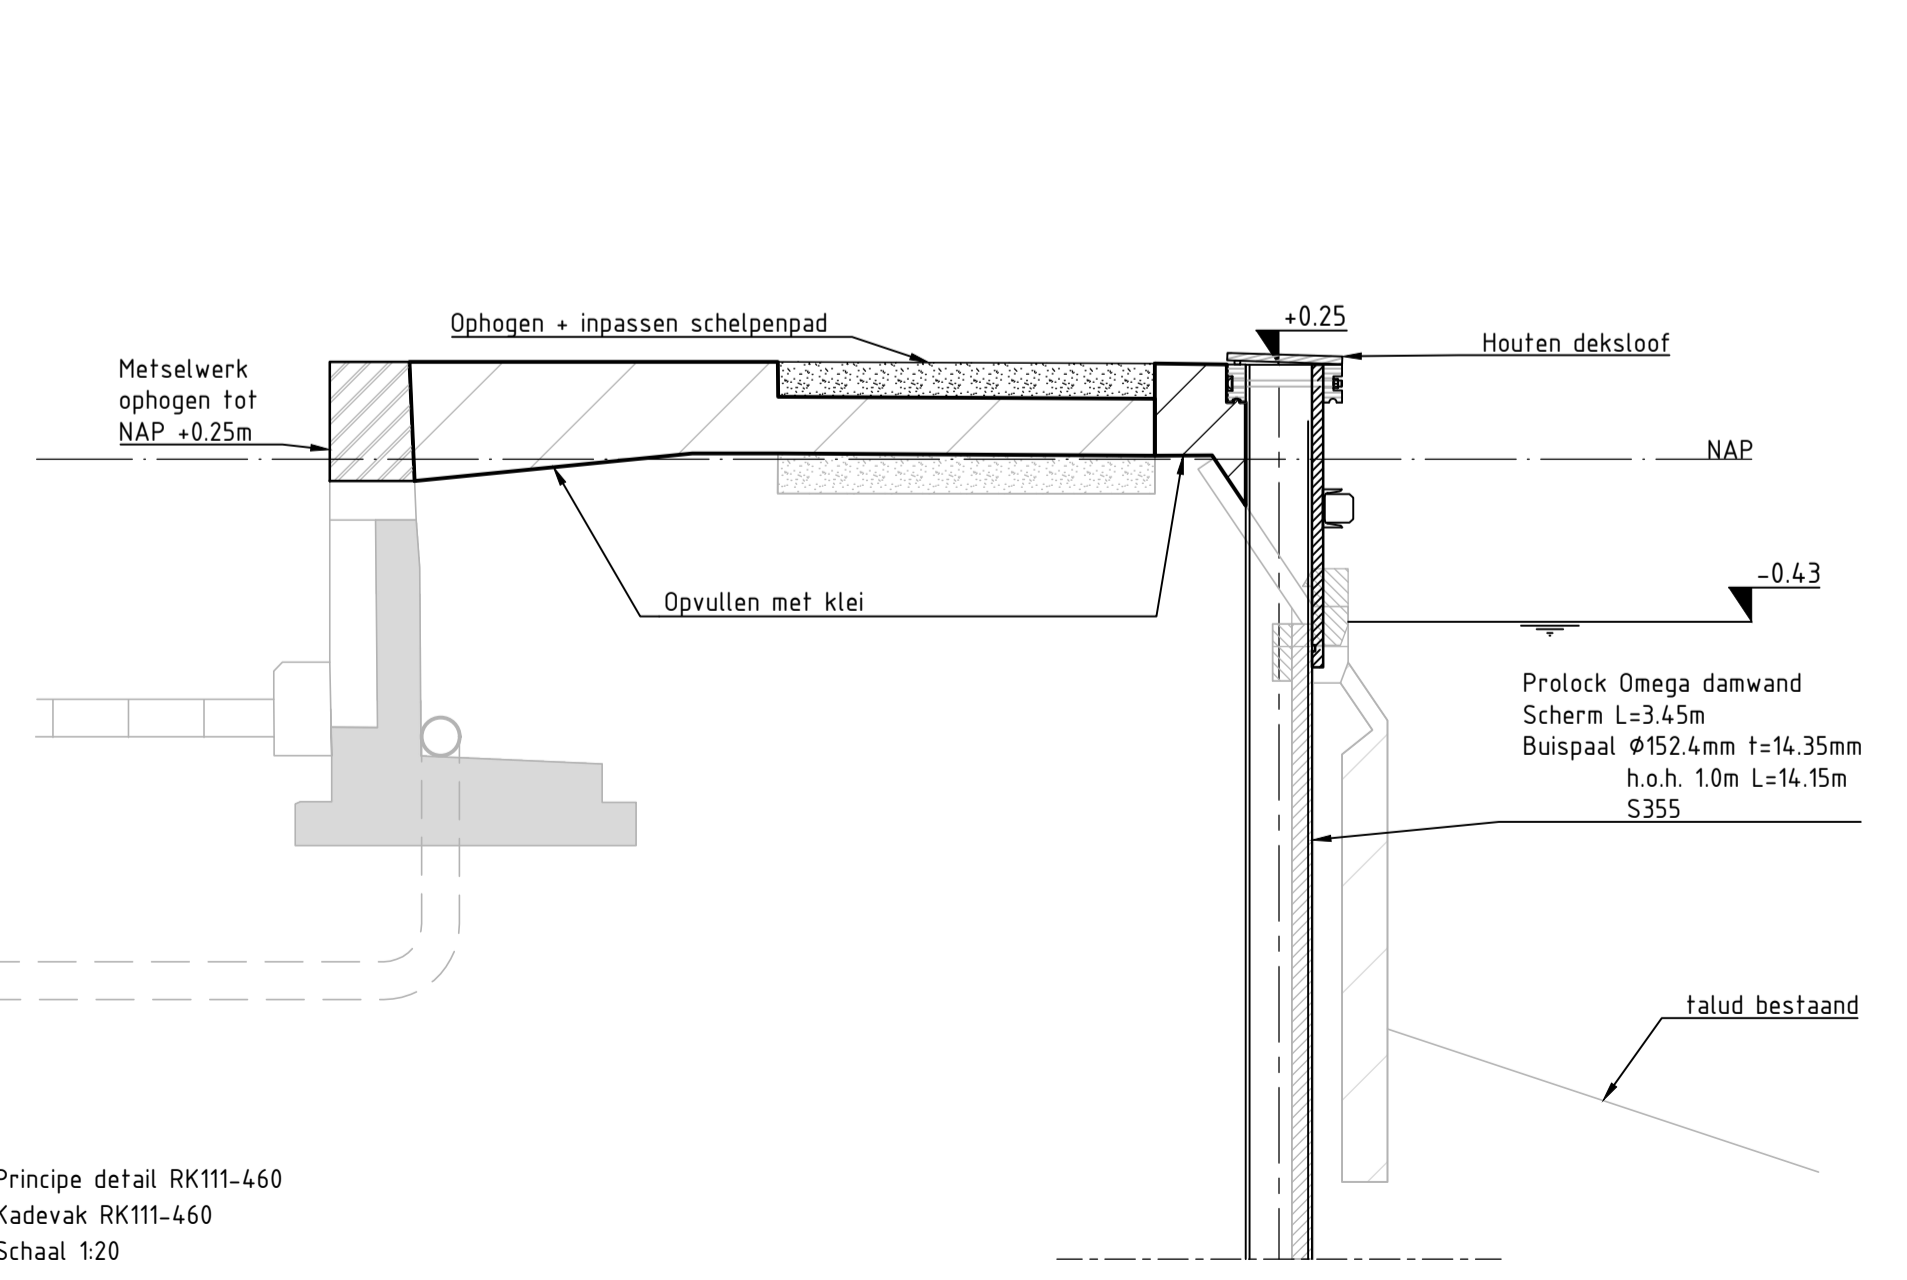 +0.25
Ophogen + inpassen schelpenpad
Houten deksloof
Metselwerk
ophogen tot
NAP +0.25m
NAP
-0.43
Opvullen met klei
Prolock Omega damwand
Scherm L=3.45m
Buispaal Ø152.4mm t=14.35mm
h.o.h. 1.0m L=14.15m
S355
talud bestaand
Principe detail RK111-460
Kadevak RK111-460
Schaal 1:20